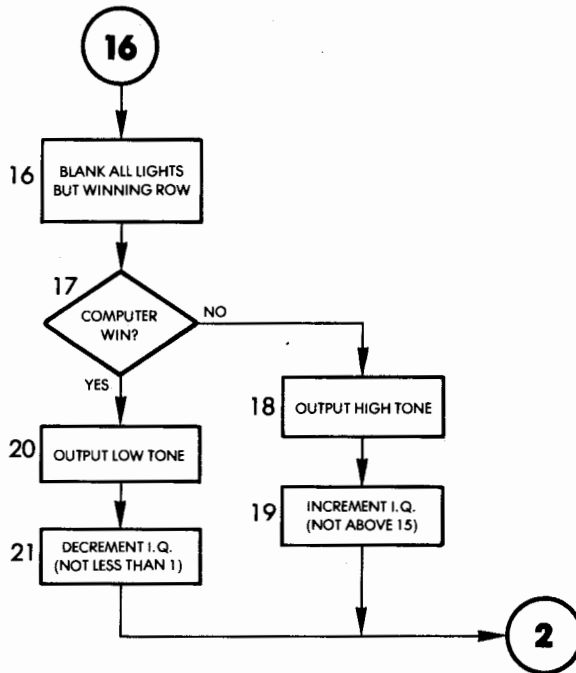 16
16
BLANK ALL LIGHTS
BUT WINNING ROW
17
COMPUTER
WIN?
NO
YES
18
OUTPUT HIGH TONE
20
OUTPUT LOW TONE
19
INCREMENT I.Q.
(NOT ABOVE 15)
21
DECREMENT I.Q.
(NOT LESS THAN 1)
2